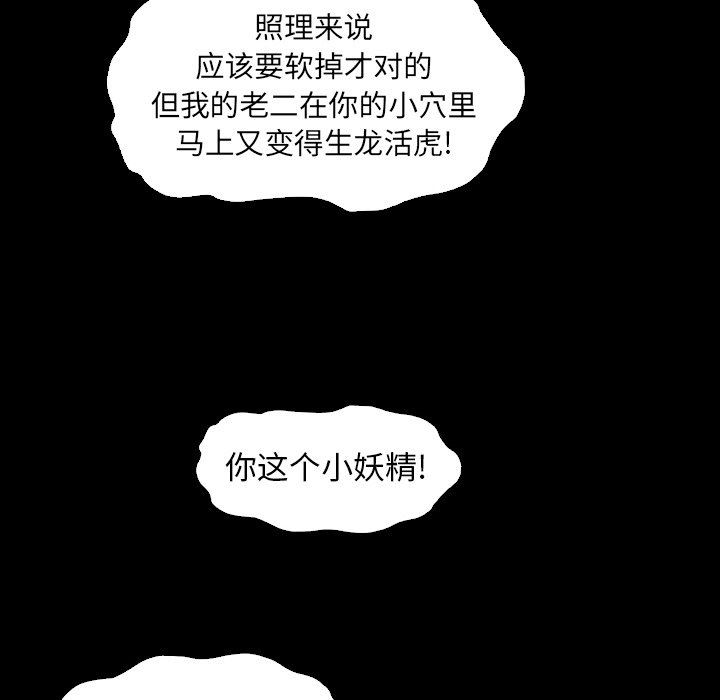 照理来说
应该要软掉才对的
但我的老二在你的小穴里
马上又变得生龙活虎!
你这个小妖精!